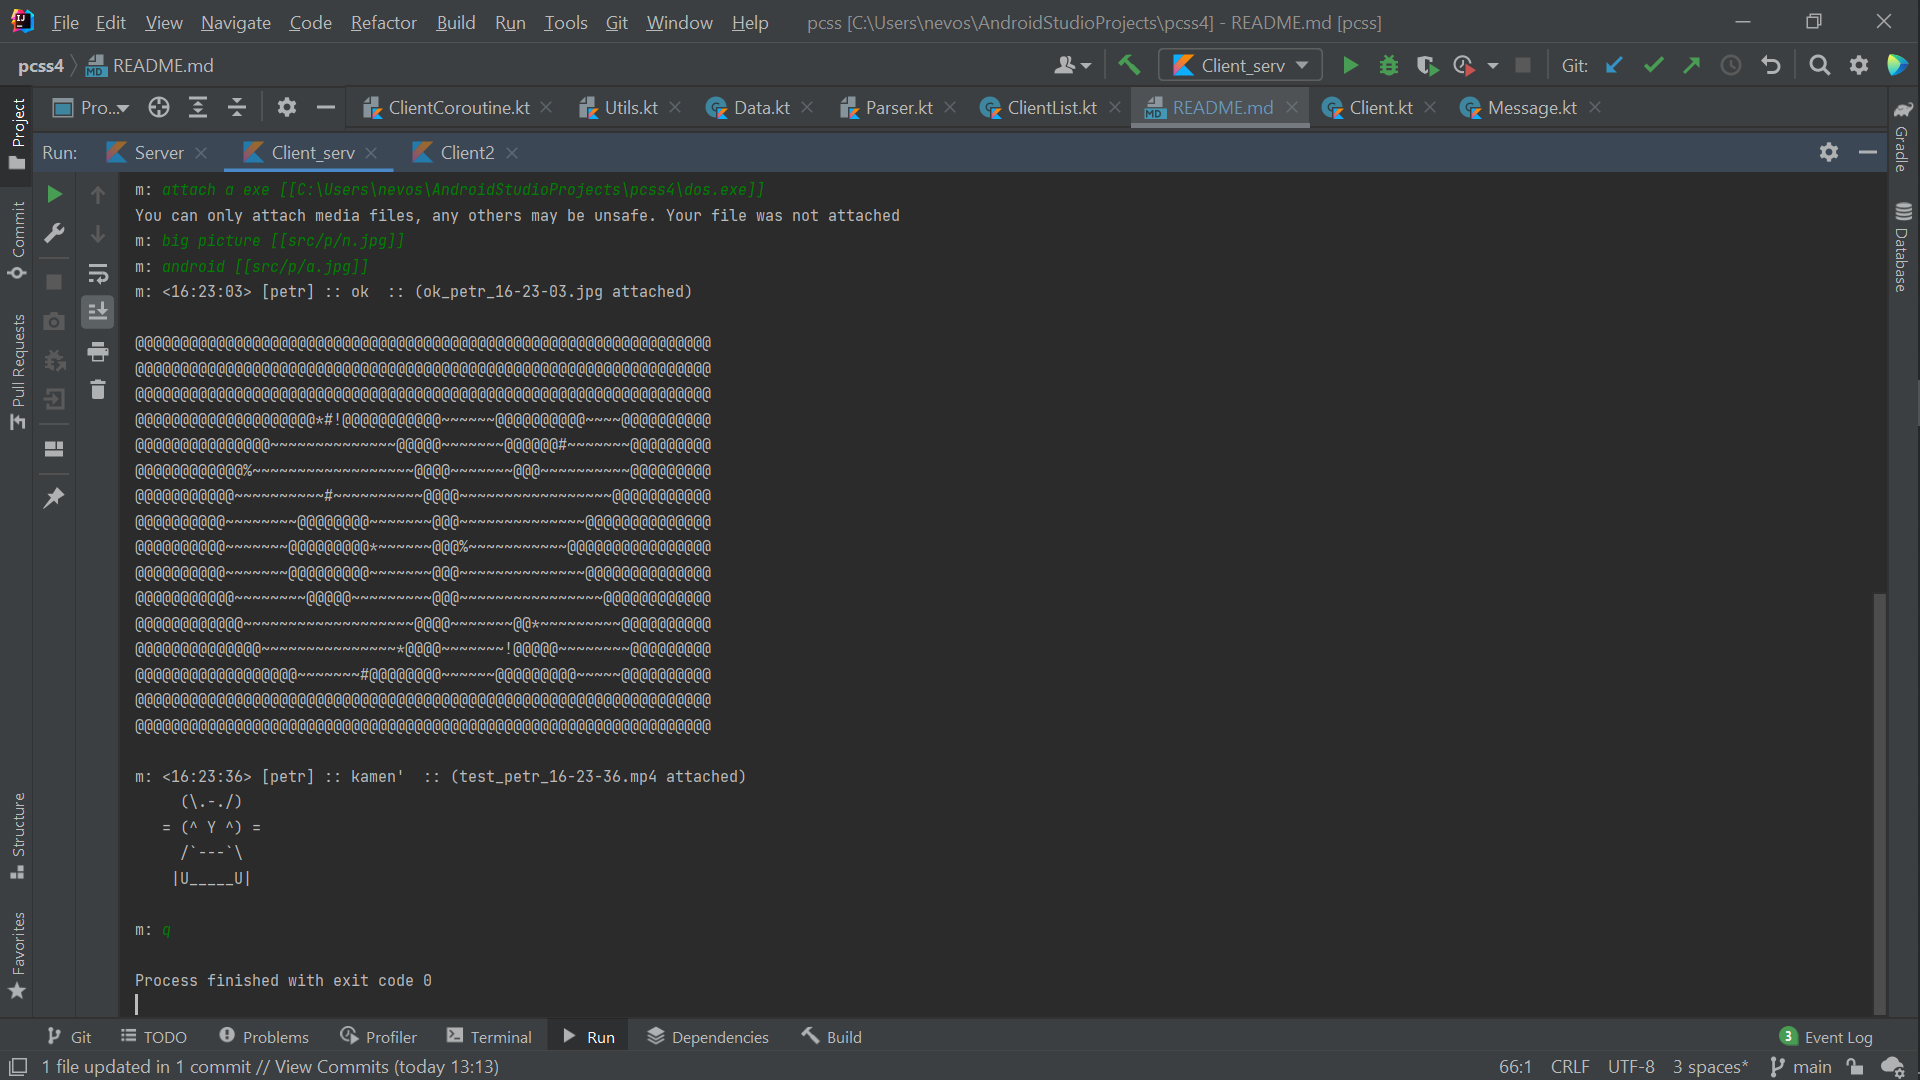 File Edit View Navigate Code Refactor Build Run Tools Git Window Help pcss [C:\Users\nevos\AndroidStudioProjects\pcss4] - README.md [pcss]
pcss4 README.md Client_serv Git:
Pro... ClientCoroutine.kt Utils.kt Data.kt Parser.kt ClientList.kt README.md Client.kt Message.kt
Run: Server Client_serv Client2
m: attach a exe [[C:\Users\nevos\AndroidStudioProjects\pcss4\dos.exe]]
You can only attach media files, any others may be unsafe. Your file was not attached
m: big picture [[src/p/n.jpg]]
m: android [[src/p/a.jpg]]
m: <16:23:03> [petr] :: ok  :: (ok_petr_16-23-03.jpg attached)
m: <16:23:36> [petr] :: kamen'  :: (test_petr_16-23-36.mp4 attached)
(\.-./)
= (^ Y ^) =
/`---`\
|U_____U|
m: q
Process finished with exit code 0
Project
Commit
Pull Requests
Structure
Favorites
Gradle
Database
Git TODO Problems Profiler Terminal Run Dependencies Build 3 Event Log
1 file updated in 1 commit // View Commits (today 13:13) 66:1 CRLF UTF-8 3 spaces* main